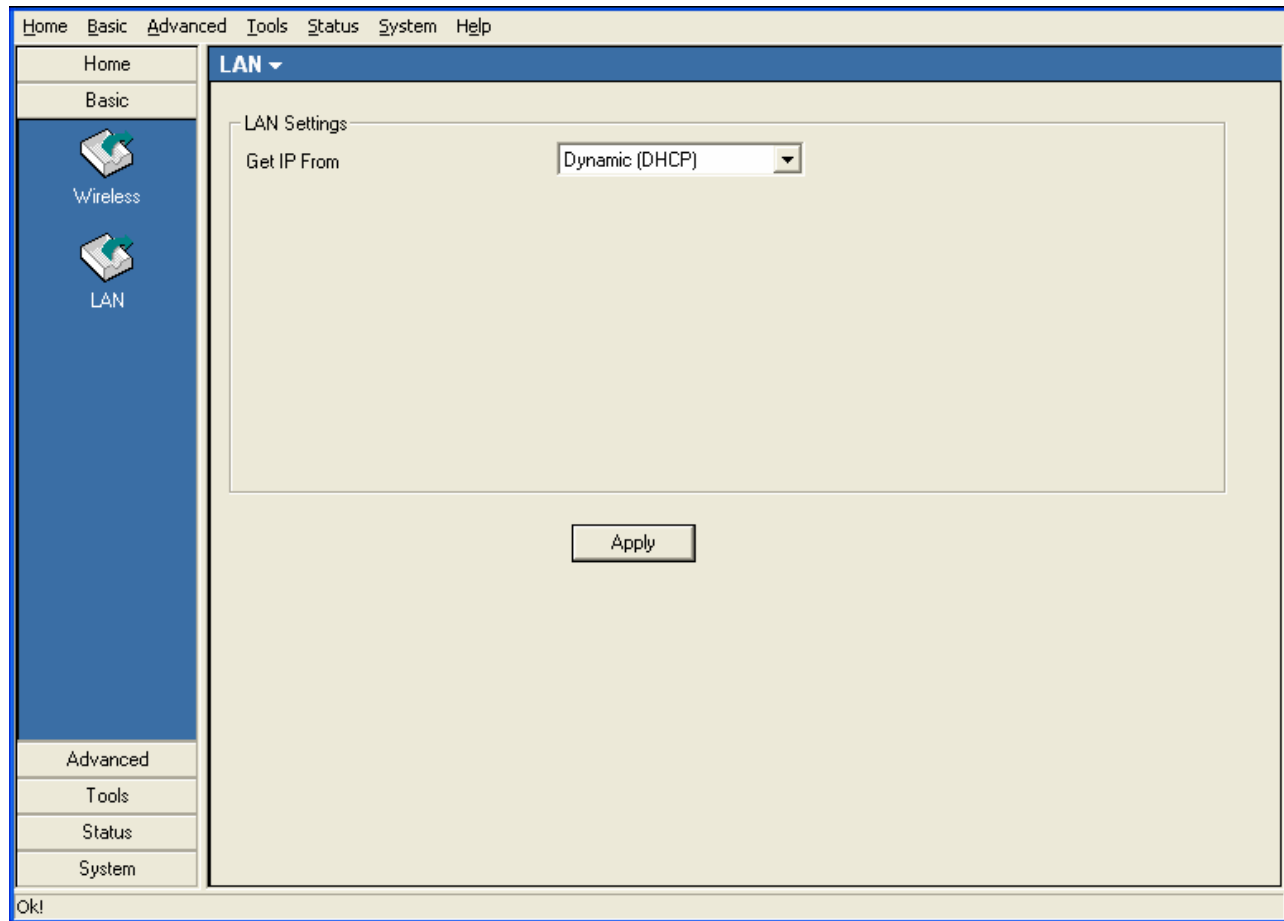 Home Basic Advanced Tools Status System Help
Home
Basic
Wireless
LAN
Advanced
Tools
Status
System
LAN
LAN Settings
Get IP From Dynamic (DHCP)
Apply
Ok!